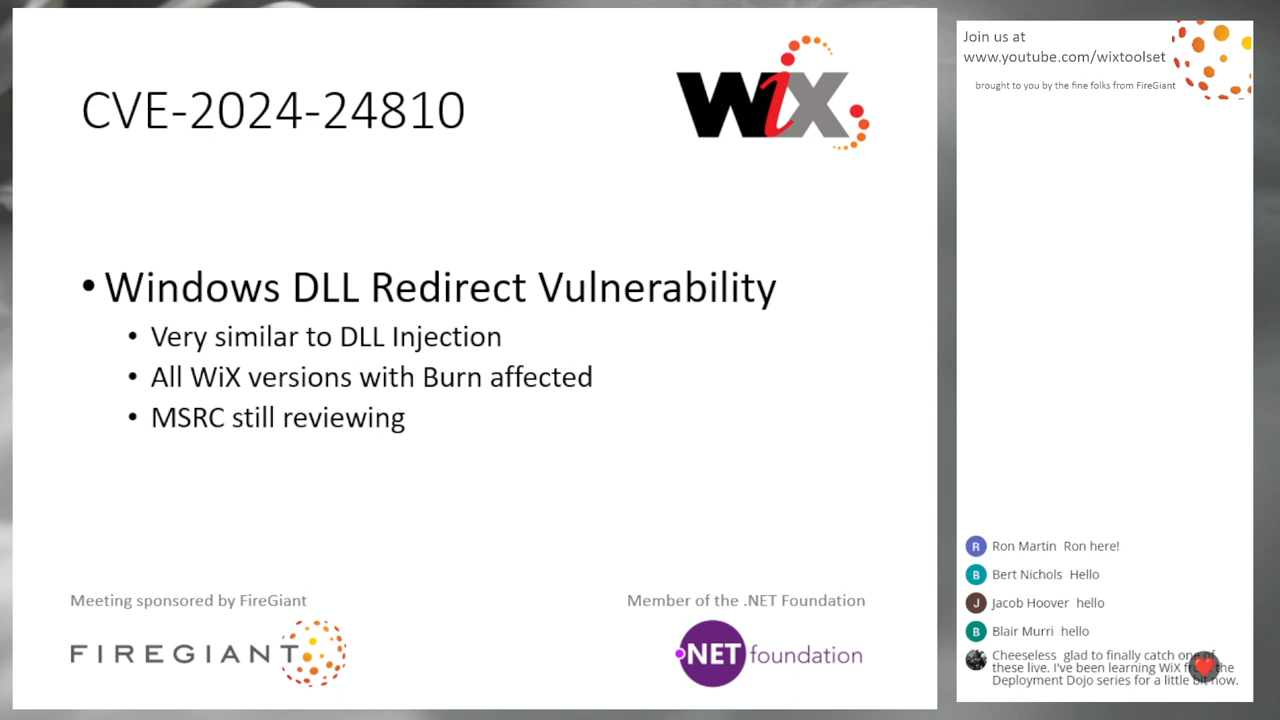 CVE-2024-24810
WiX
• Windows DLL Redirect Vulnerability
• Very similar to DLL Injection
• All WiX versions with Burn affected
• MSRC still reviewing
Meeting sponsored by FireGiant
FIREGIANT
Member of the .NET Foundation
.NET foundation
Join us at
www.youtube.com/wixtoolset
brought to you by the fine folks from FireGiant
R Ron Martin Ron here!
B Bert Nichols Hello
J Jacob Hoover hello
B Blair Murri hello
Cheeseless glad to finally catch one of
these live. I've been learning WiX from the
Deployment Dojo series for a little bit now.